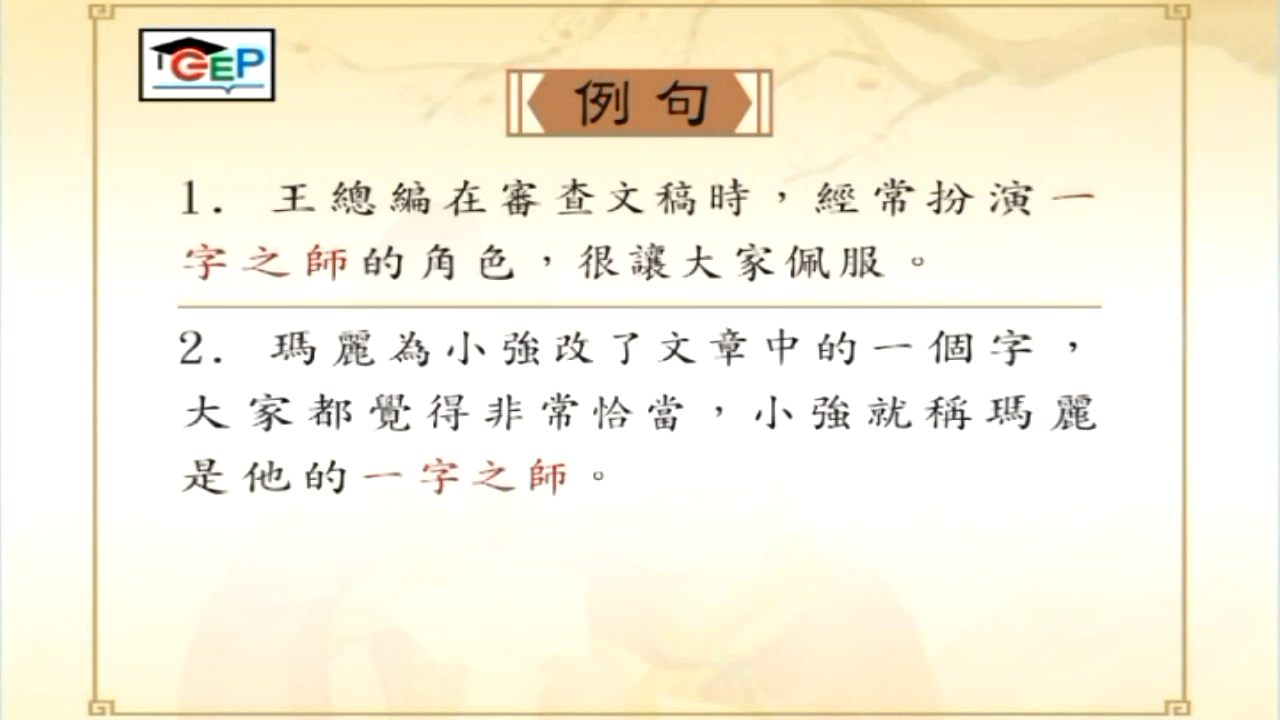 GEP
例句
1. 王總編在審查文稿時，經常扮演一
字之師的角色，很讓大家佩服。
2. 瑪麗為小強改了文章中的一個字，
大家都覺得非常恰當，小強就稱瑪麗
是他的一字之師。